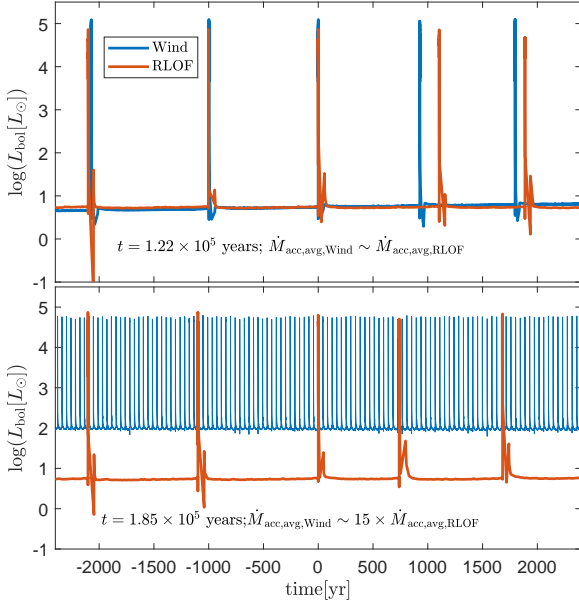 5
4
3
2
1
0
-1
log(L_bol[L_⊙])
Wind
RLOF
t = 1.22 × 10^5 years; Ṁ_acc,avg,Wind ∼ Ṁ_acc,avg,RLOF
5
4
3
2
1
0
-1
log(L_bol[L_⊙])
t = 1.85 × 10^5 years;Ṁ_acc,avg,Wind ∼ 15 × Ṁ_acc,avg,RLOF
-2000 -1500 -1000 -500 0 500 1000 1500 2000
time[yr]